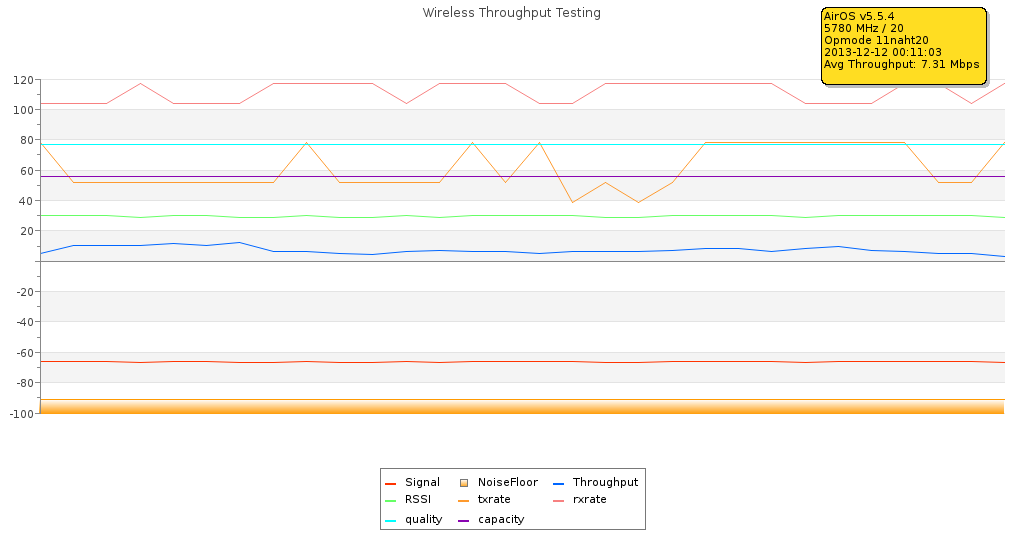 Wireless Throughput Testing
AirOS v5.5.4
5780 MHz / 20
Opmode 11naht20
2013-12-12 00:11:03
Avg Throughput: 7.31 Mbps
120
100
80
60
40
20
-20
-40
-60
-80
-100
Signal NoiseFloor Throughput
RSSI txrate rxrate
quality capacity